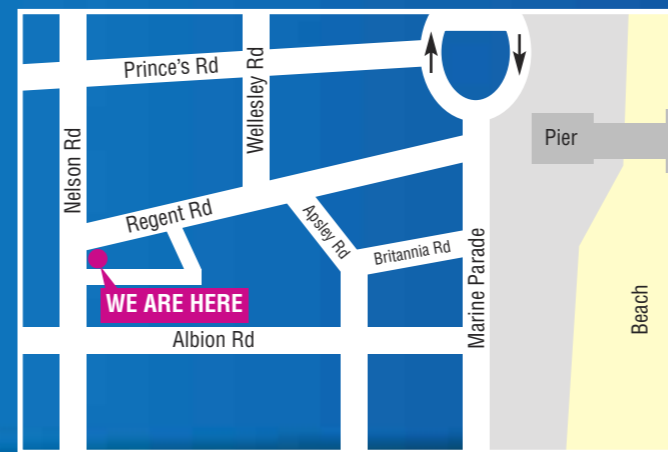 Prince's Rd
Wellesley Rd
Nelson Rd
Pier
Regent Rd
Apsley Rd
Britannia Rd
Marine Parade
WE ARE HERE
Beach
Albion Rd